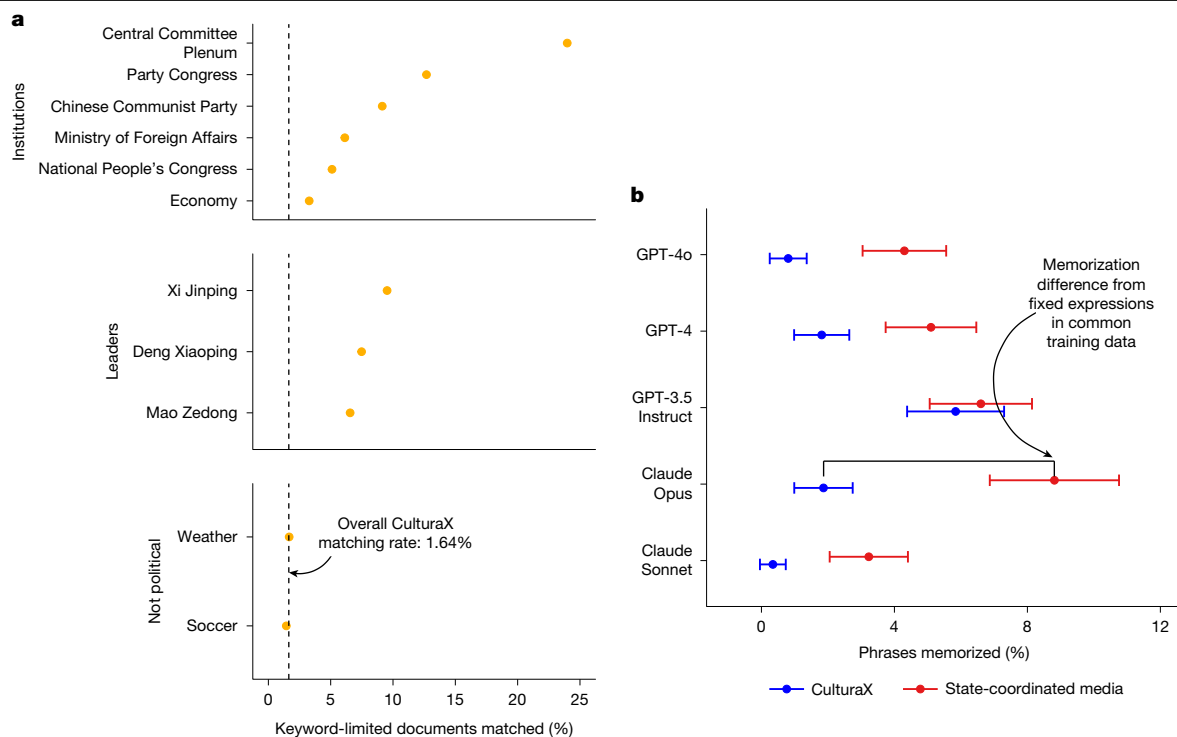 a
Institutions
Central Committee
Plenum
Party Congress
Chinese Communist Party
Ministry of Foreign Affairs
National People's Congress
Economy
Leaders
Xi Jinping
Deng Xiaoping
Mao Zedong
Not political
Weather
Soccer
Overall CulturaX
matching rate: 1.64%
0 5 10 15 20 25
Keyword-limited documents matched (%)
b
GPT-4o
GPT-4
GPT-3.5
Instruct
Claude
Opus
Claude
Sonnet
Memorization
difference from
fixed expressions
in common
training data
0 4 8 12
Phrases memorized (%)
CulturaX State-coordinated media